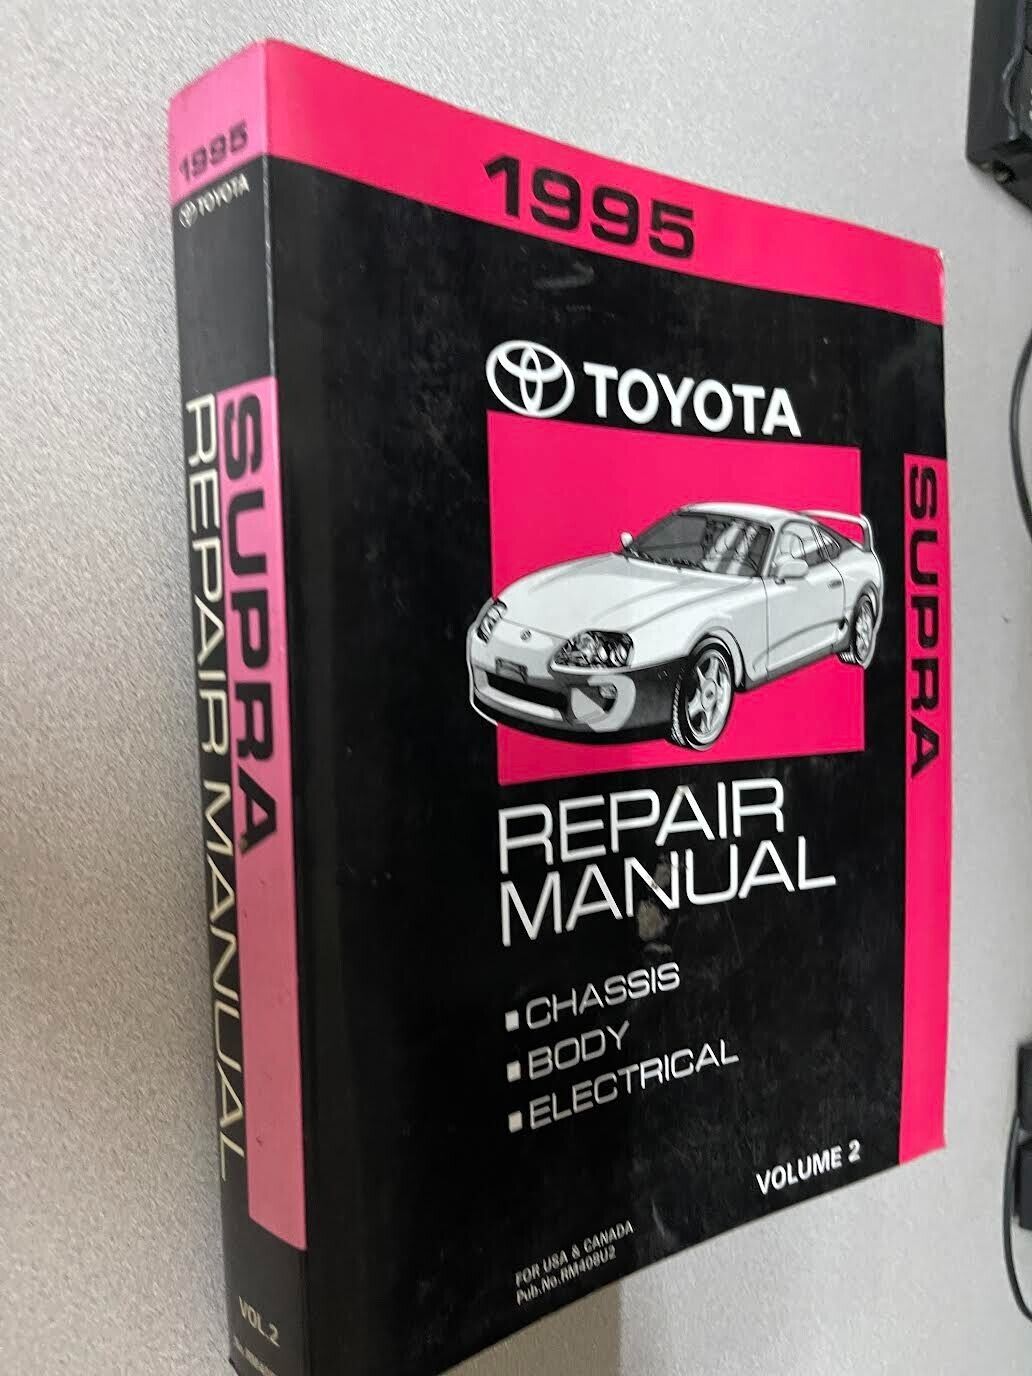 1995
TOYOTA
SUPRA
REPAIR MANUAL
VOL.2
1995
TOYOTA
SUPRA
REPAIR
MANUAL
CHASSIS
BODY
ELECTRICAL
VOLUME 2
FOR USA & CANADA
Pub.No.RM408U2